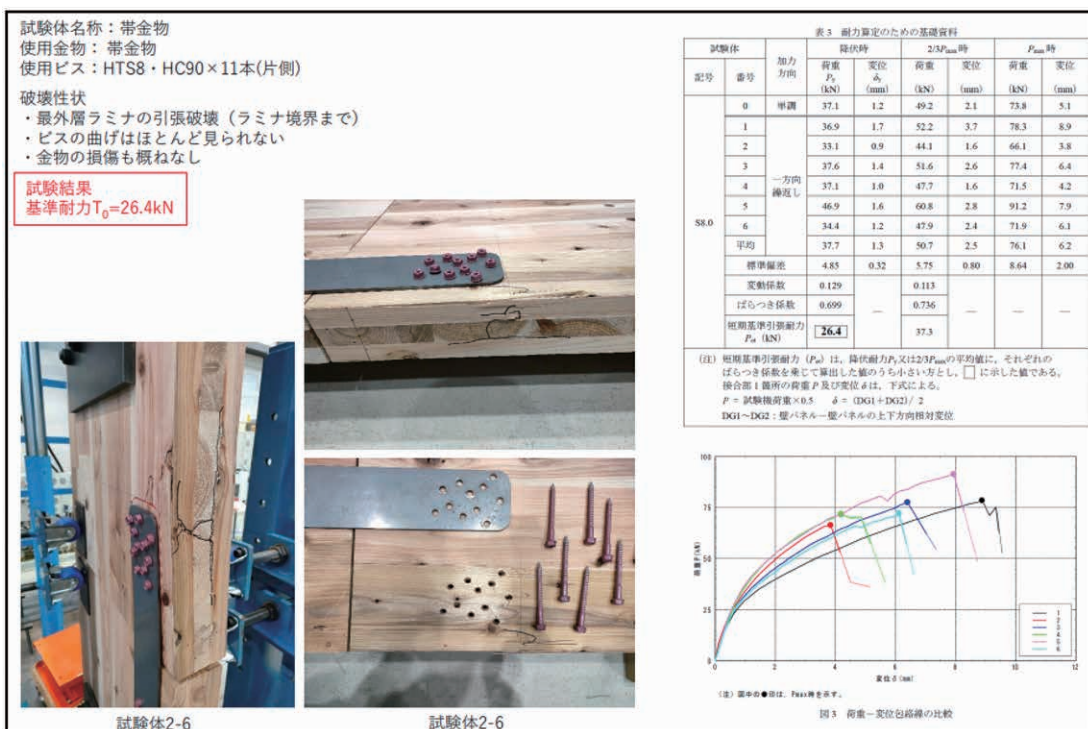 試験体名称：帯金物
使用金物： 帯金物
使用ビス：HTS8・HC90×11本(片側)
破壊性状
・最外層ラミナの引張破壊（ラミナ境界まで）
・ビスの曲げはほとんど見られない
・金物の損傷も概ねなし
試験結果
基準耐力T0=26.4kN
試験体2-6
試験体2-6
表3 耐力算定のための基礎資料
試験体 加力方向 降伏時 2/3Pmax時 Pmax時
記号 番号 荷重 Py (kN) 変位 δy (mm) 荷重 (kN) 変位 (mm) 荷重 (kN) 変位 (mm)
S8.0
0 単調 37.1 1.2 49.2 2.1 73.8 5.1
一方向繰返し
1 36.9 1.7 52.2 3.7 78.3 8.9
2 33.1 0.9 44.1 1.6 66.1 3.8
3 37.6 1.4 51.6 2.6 77.4 6.4
4 37.1 1.0 47.7 1.6 71.5 4.2
5 46.9 1.6 60.8 2.8 91.2 7.9
6 34.4 1.2 47.9 2.4 71.9 6.1
平均 37.7 1.3 50.7 2.5 76.1 6.2
標準偏差 4.85 0.32 5.75 0.80 8.64 2.00
変動係数 0.129 — 0.113 — — —
ばらつき係数 0.699 0.736
短期基準引張耐力 (kN) 26.4 37.3
（注）短期基準引張耐力（）は、降伏耐力Py又は2/3Pmaxの平均値に、それぞれの
ばらつき係数を乗じて算出した値のうち小さい方とし、□ に示した値である。
接合部1箇所の荷重P及び変位δは、下式による。
P = 試験機荷重×0.5 δ = (DG1+DG2)/ 2
DG1～DG2：壁パネル－壁パネルの上下方向相対変位
100
75
50
25
0
荷重P(kN)
0 2 4 6 8 10 12
変位 δ (mm)
1
2
3
4
5
6
（注）図中の●印は、Pmax時を示す。
図3 荷重－変位包絡線の比較